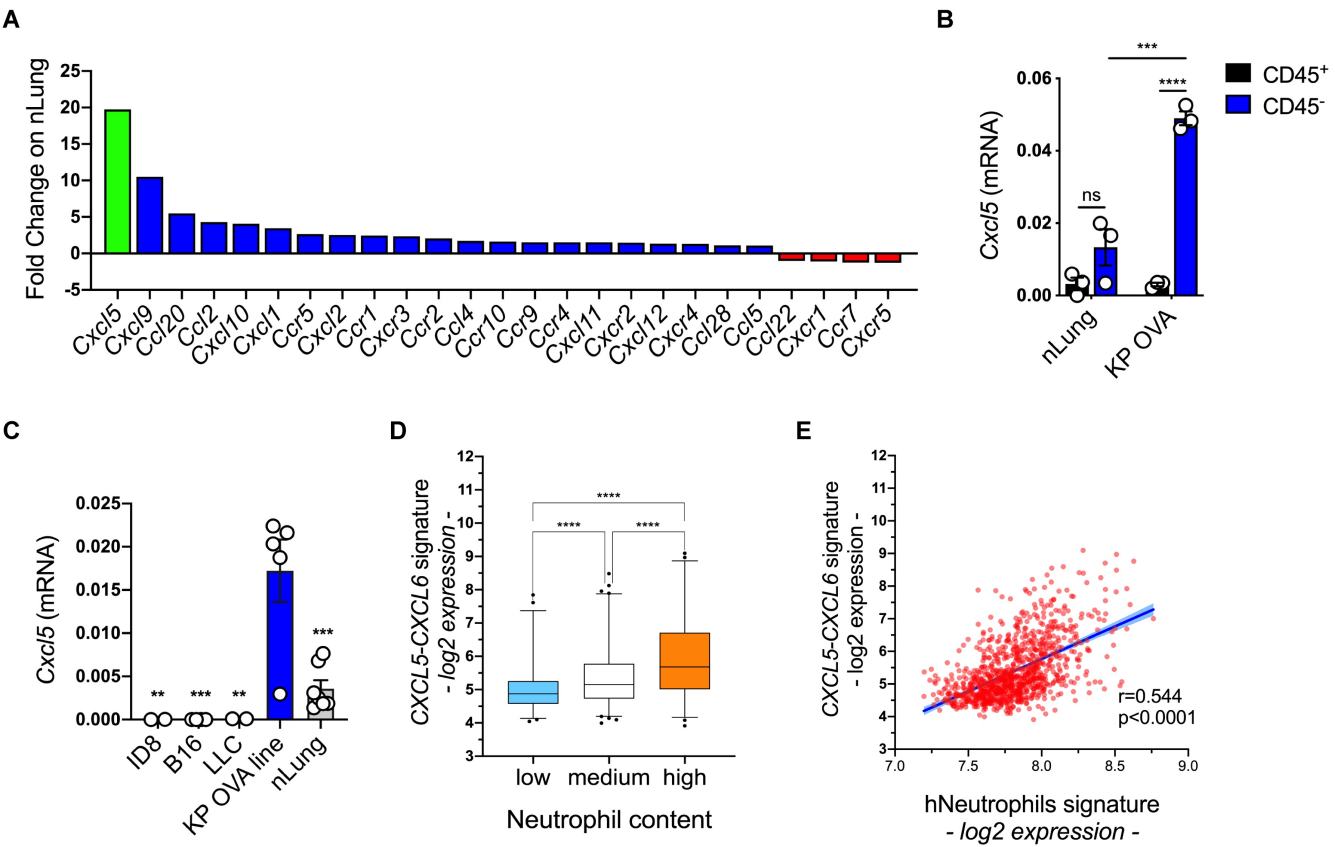 A
Fold Change on nLung
25
20
15
10
5
0
-5
Cxcl5
Cxcl9
Ccl20
Ccl2
Cxcl10
Cxcl1
Ccr5
Cxcl2
Ccr1
Cxcr3
Ccr2
Ccl4
Ccr10
Ccr9
Ccr4
Cxcl11
Cxcr2
Cxcl12
Cxcr4
Ccl28
Ccl5
Ccl22
Cxcr1
Ccr7
Cxcr5
B
Cxcl5 (mRNA)
0.06
0.04
0.02
0.00
***
****
ns
nLung
KP OVA
CD45+
CD45-
C
Cxcl5 (mRNA)
0.025
0.020
0.015
0.010
0.005
0.000
**
***
**
***
ID8
B16
LLC
KP OVA line
nLung
D
CXCL5-CXCL6 signature
- log2 expression -
12
11
10
9
8
7
6
5
4
3
****
****
****
low
medium
high
Neutrophil content
E
CXCL5-CXCL6 signature
- log2 expression -
12
11
10
9
8
7
6
5
4
3
r=0.544
p<0.0001
7.0
7.5
8.0
8.5
9.0
hNeutrophils signature
- log2 expression -